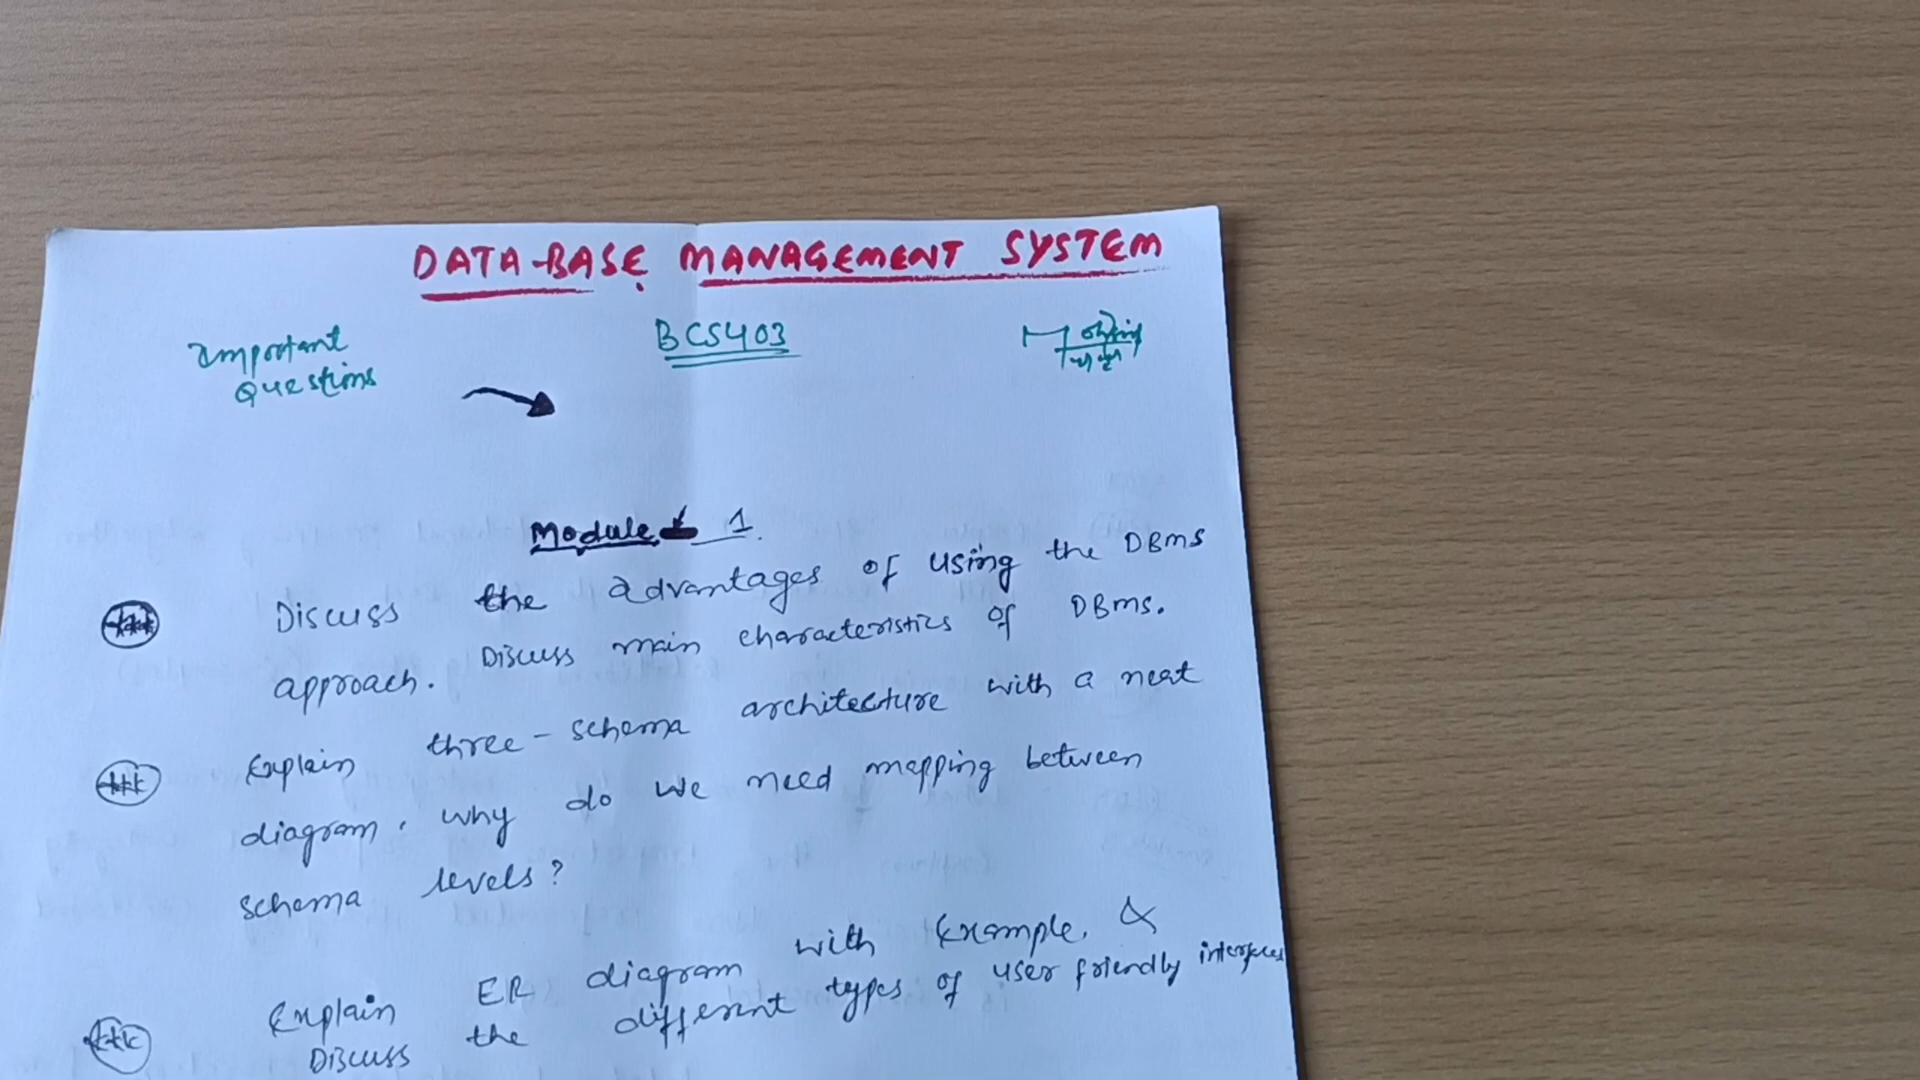 DATA-BASE MANAGEMENT SYSTEM
Important
Questions
BCS403
Module 1.
Discuss the advantages of using the DBMS
approach. Discuss main characteristics of DBMS.
Explain three-schema architecture with a neat
diagram, why do we need mapping between
schema levels?
Explain ER diagram with Example, &
Discuss the different types of user friendly interfaces